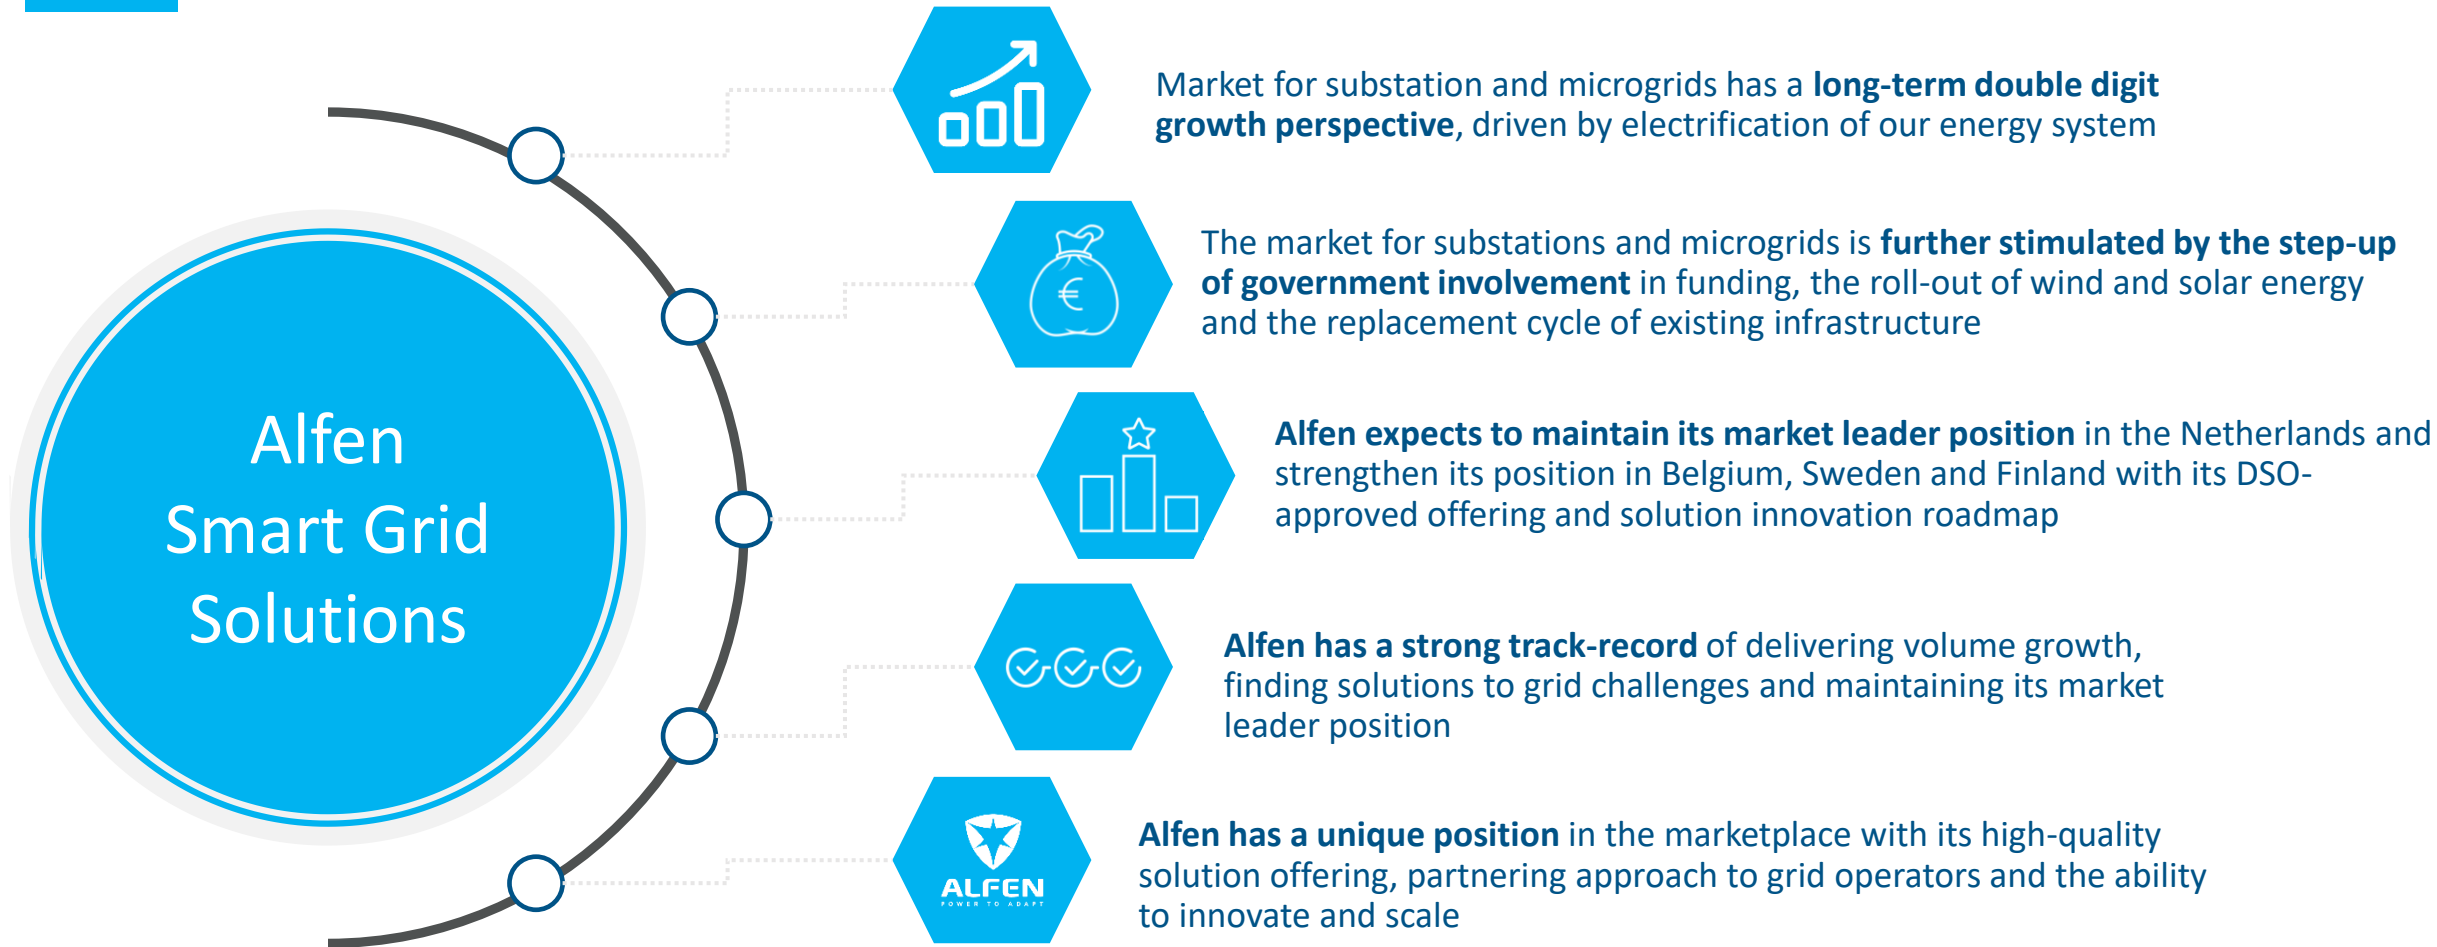 Alfen
Smart Grid
Solutions
Market for substation and microgrids has a long-term double digit
growth perspective, driven by electrification of our energy system
€
The market for substations and microgrids is further stimulated by the step-up
of government involvement in funding, the roll-out of wind and solar energy
and the replacement cycle of existing infrastructure
Alfen expects to maintain its market leader position in the Netherlands and
strengthen its position in Belgium, Sweden and Finland with its DSO-
approved offering and solution innovation roadmap
Alfen has a strong track-record of delivering volume growth,
finding solutions to grid challenges and maintaining its market
leader position
ALFEN
POWER TO ADAPT
Alfen has a unique position in the marketplace with its high-quality
solution offering, partnering approach to grid operators and the ability
to innovate and scale